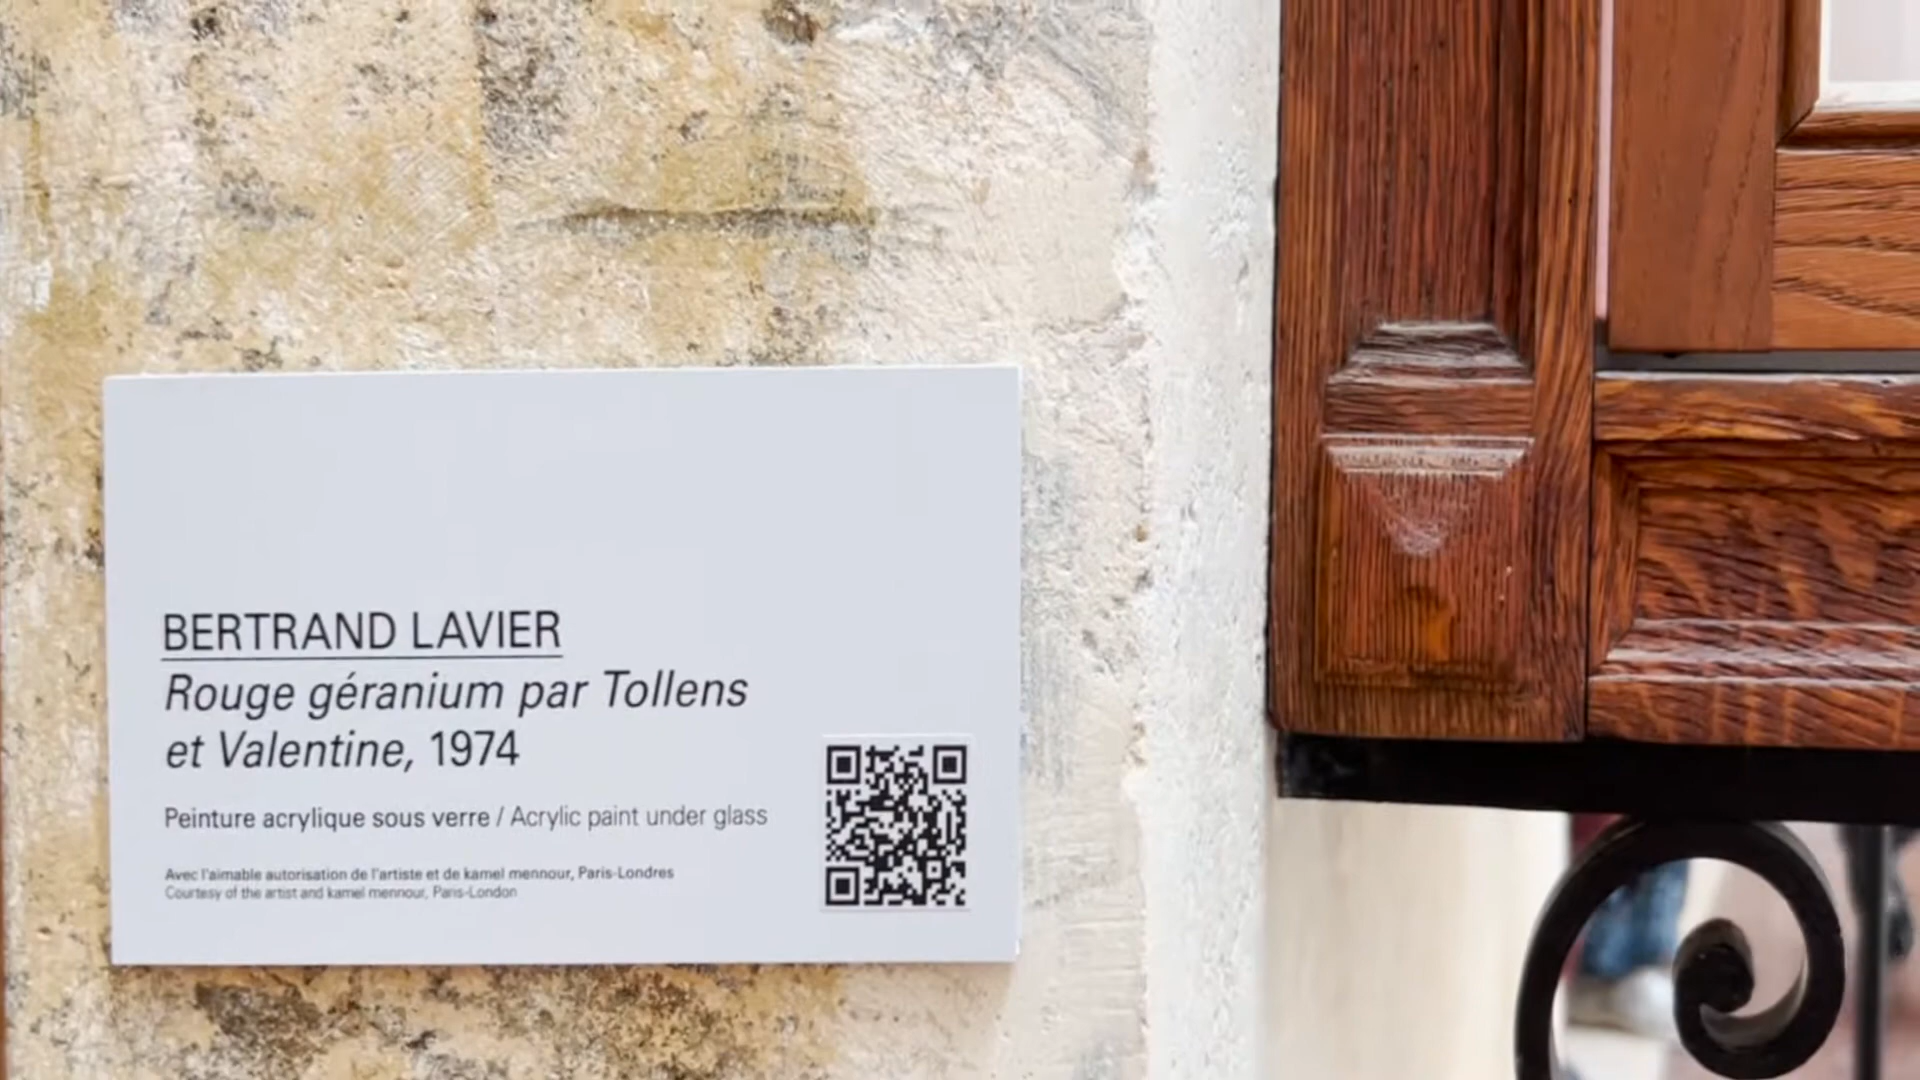 BERTRAND LAVIER
Rouge géranium par Tollens
et Valentine, 1974
Peinture acrylique sous verre / Acrylic paint under glass
Avec l'aimable autorisation de l'artiste et de kamel mennour, Paris-Londres
Courtesy of the artist and kamel mennour, Paris-London